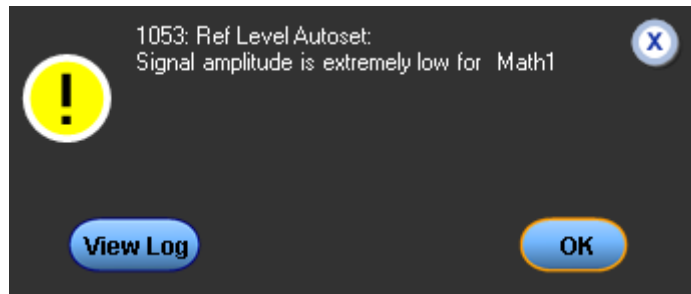 1053: Ref Level Autoset:
Signal amplitude is extremely low for Math1
X
!
View Log
OK